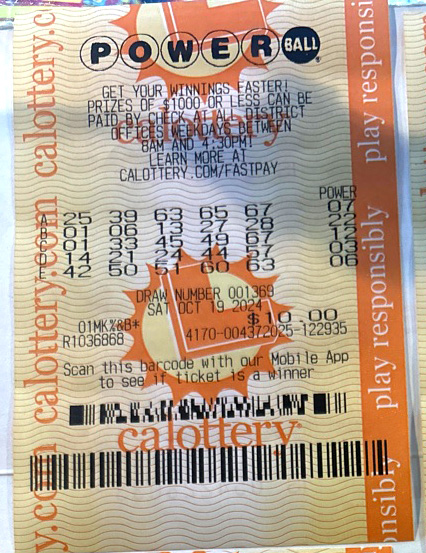 POWERBALL
GET YOUR WINNINGS FASTER!
PRIZES OF $1000 OR LESS CAN BE
PAID BY CHECK AT ALL DISTRICT
OFFICES WEEKDAYS BETWEEN
8AM AND 4:30PM!
LEARN MORE AT
CALOTTERY.COM/FASTPAY
POWER
A 25 39 63 65 67 07
B 01 06 13 27 28 22
C 01 33 45 49 67 12
D 14 21 24 44 57 03
E 42 50 51 60 63 06
DRAW NUMBER 001369
SAT OCT 19 2024
$10.00
01MK%&B*
R1036868 4170-004372025-122935
Scan this barcode with our Mobile App
to see if ticket is a winner
calottery
calottery.com calottery.c
y.com
play responsi
play responsibly
onsibly